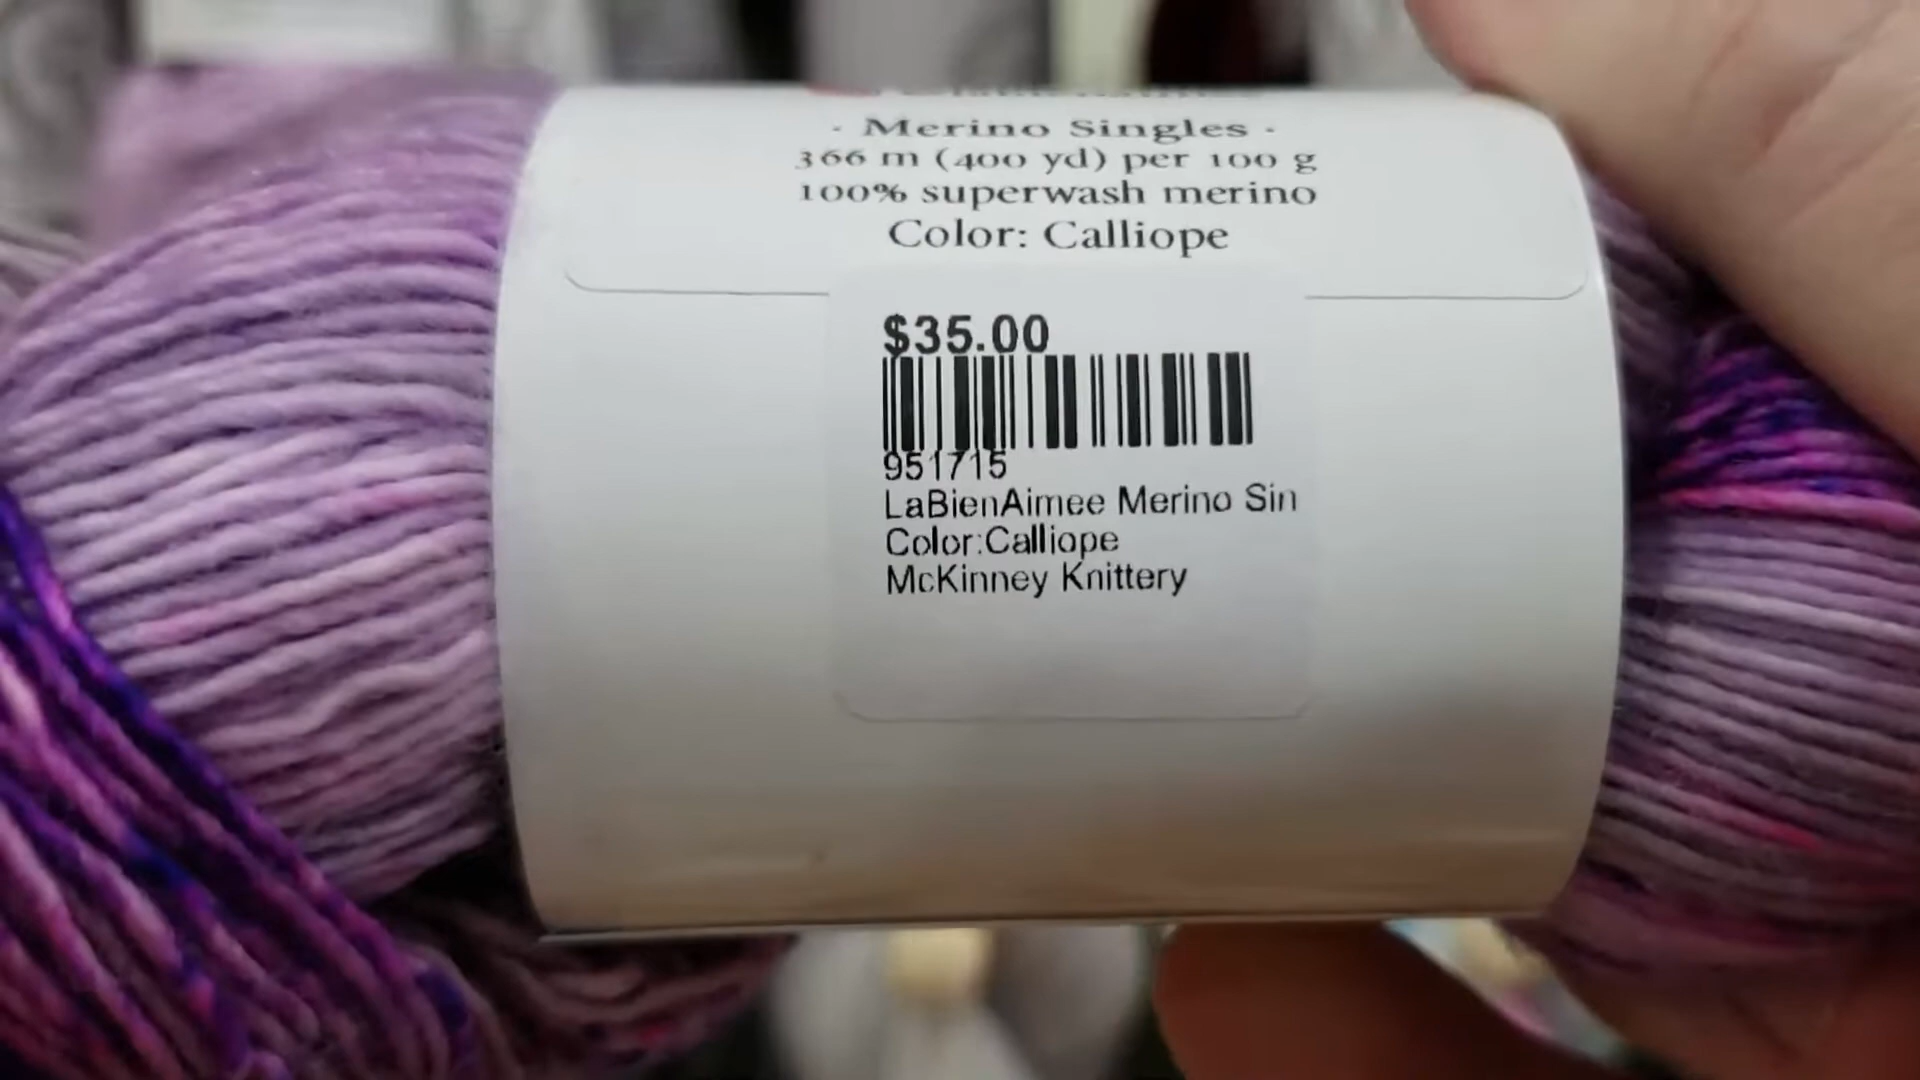 · Merino Singles ·
366 m (400 yd) per 100 g
100% superwash merino
Color: Calliope
$35.00
951715
LaBienAimee Merino Sin
Color:Calliope
McKinney Knittery